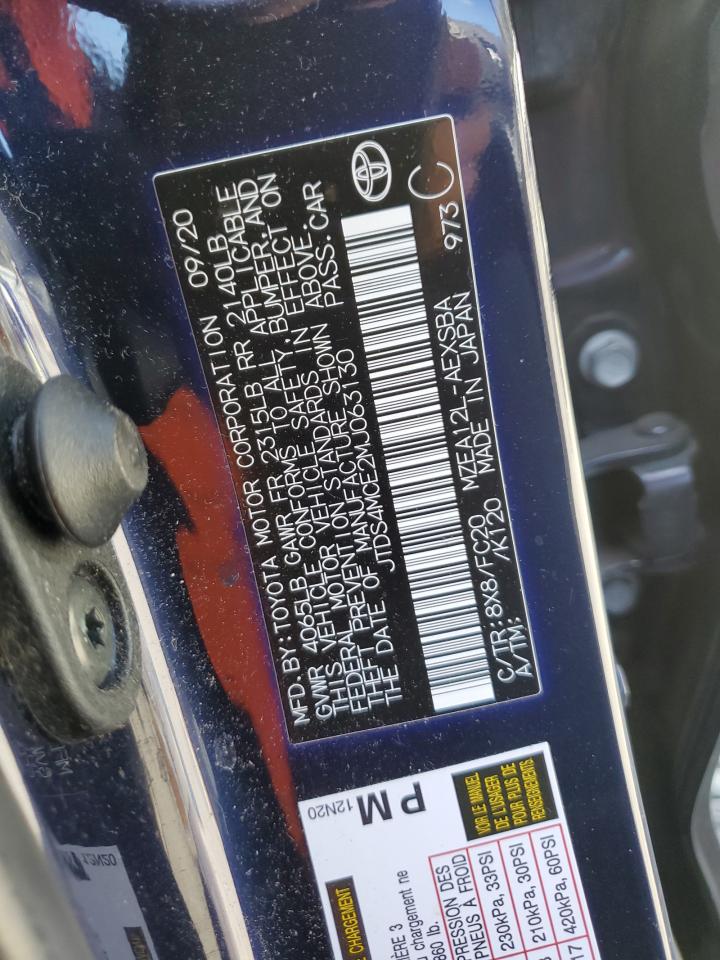 MFD. BY: TOYOTA MOTOR CORPORATION 09/20
GVWR 4065LB GAWR FR 2315LB RR 2140LB
THIS VEHICLE CONFORMS TO ALL APPLICABLE
FEDERAL MOTOR VEHICLE SAFETY, BUMPER, AND
THEFT PREVENTION STANDARDS IN EFFECT ON
THE DATE OF MANUFACTURE SHOWN ABOVE.
JTDS4MCE2MJ063130 PASS. CAR
C/TR: 8X8/FC20 MZEA12L-AEXSBA 973 C
A/TM: /K120 MADE IN JAPAN
PM
12N20
VOIR LE MANUEL
DE L'USAGER
POUR PLUS DE
RENSEIGNEMENTS
CHARGEMENT
3
chargement ne
860 lb.
PRESSION DES
PNEUS À FROID
230kPa, 33PSI
210kPa, 30PSI
17 420kPa, 60PSI